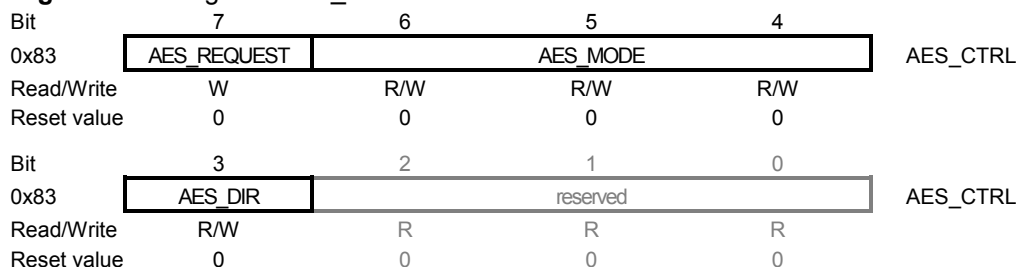 Bit 7 6 5 4
0x83 AES_REQUEST AES_MODE AES_CTRL
Read/Write W R/W R/W R/W
Reset value 0 0 0 0
Bit 3 2 1 0
0x83 AES_DIR reserved AES_CTRL
Read/Write R/W R R R
Reset value 0 0 0 0